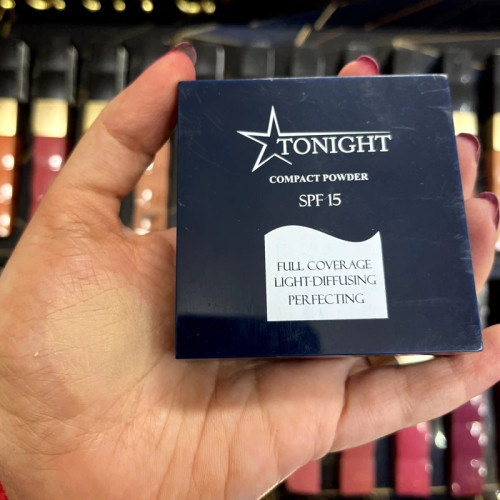 TONIGHT
COMPACT POWDER
SPF 15
FULL COVERAGE
LIGHT-DIFFUSING
PERFECTING